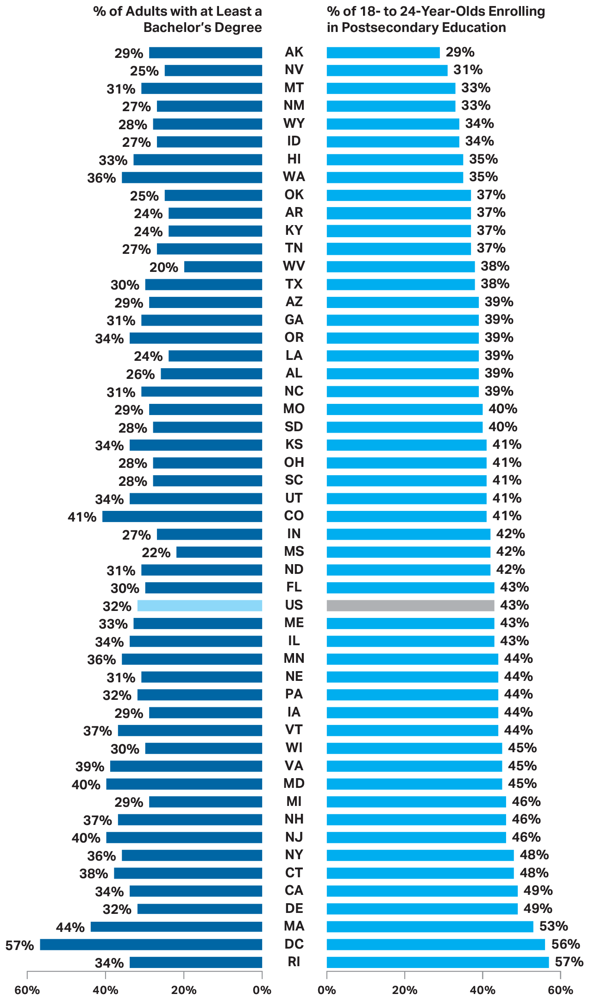 % of Adults with at Least a
Bachelor's Degree
% of 18- to 24-Year-Olds Enrolling
in Postsecondary Education
29% AK 29%
25% NV 31%
31% MT 33%
27% NM 33%
28% WY 34%
27% ID 34%
33% HI 35%
36% WA 35%
25% OK 37%
24% AR 37%
24% KY 37%
27% TN 37%
20% WV 38%
30% TX 38%
29% AZ 39%
31% GA 39%
34% OR 39%
24% LA 39%
26% AL 39%
31% NC 39%
29% MO 40%
28% SD 40%
34% KS 41%
28% OH 41%
28% SC 41%
34% UT 41%
41% CO 41%
27% IN 42%
22% MS 42%
31% ND 42%
30% FL 43%
32% US 43%
33% ME 43%
34% IL 43%
36% MN 44%
31% NE 44%
32% PA 44%
29% IA 44%
37% VT 44%
30% WI 45%
39% VA 45%
40% MD 45%
29% MI 46%
37% NH 46%
40% NJ 46%
36% NY 48%
38% CT 48%
34% CA 49%
32% DE 49%
44% MA 53%
57% DC 56%
34% RI 57%
60% 40% 20% 0% 0% 20% 40% 60%